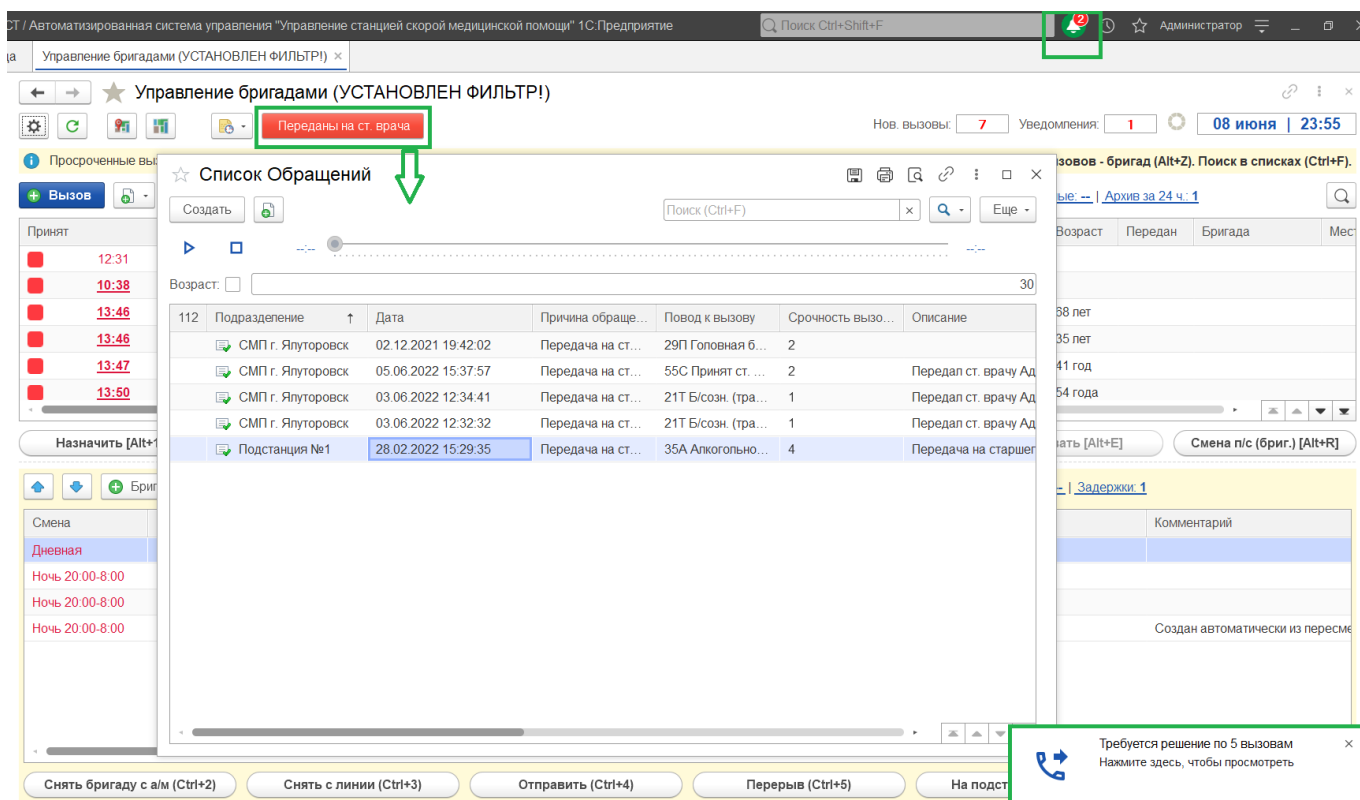 СТ / Автоматизированная система управления "Управление станцией скорой медицинской помощи" 1С:Предприятие
Поиск Ctrl+Shift+F
2
Администратор
Управление бригадами (УСТАНОВЛЕН ФИЛЬТР!) ×
Управление бригадами (УСТАНОВЛЕН ФИЛЬТР!)
Переданы на ст. врача
Нов. вызовы: 7 Уведомления: 1 08 июня | 23:55
Просроченные
зовов - бригад (Alt+Z). Поиск в списках (Ctrl+F).
Вызов
ые: -- | Архив за 24 ч.: 1
Принят
Возраст Передан Бригада
12:31
10:38
13:46
68 лет
13:46
35 лет
13:47
41 год
13:50
54 года
Назначить [Alt+
ать [Alt+E]
Смена п/с (бриг.) [Alt+R]
-- | Задержки: 1
Смена
Комментарий
Дневная
Ночь 20:00-8:00
Ночь 20:00-8:00
Ночь 20:00-8:00
Создан автоматически из пересме
Список Обращений
Создать
Поиск (Ctrl+F)
Еще
--:-- --:--
Возраст: 30
112 Подразделение ↑ Дата Причина обраще... Повод к вызову Срочность вызо... Описание
СМП г. Ялуторовск 02.12.2021 19:42:02 Передача на ст... 29П Головная б... 2
СМП г. Ялуторовск 05.06.2022 15:37:57 Передача на ст... 55С Принят ст. ... 2 Передал ст. врачу Ад
СМП г. Ялуторовск 03.06.2022 12:34:41 Передача на ст... 21Т Б/созн. (тра... 1 Передал ст. врачу Ад
СМП г. Ялуторовск 03.06.2022 12:32:32 Передача на ст... 21Т Б/созн. (тра... 1 Передал ст. врачу Ад
Подстанция №1 28.02.2022 15:29:35 Передача на ст... 35А Алкогольно... 4 Передача на старшег
Требуется решение по 5 вызовам
Нажмите здесь, чтобы просмотреть
Снять бригаду с а/м (Ctrl+2)
Снять с линии (Ctrl+3)
Отправить (Ctrl+4)
Перерыв (Ctrl+5)
На подст